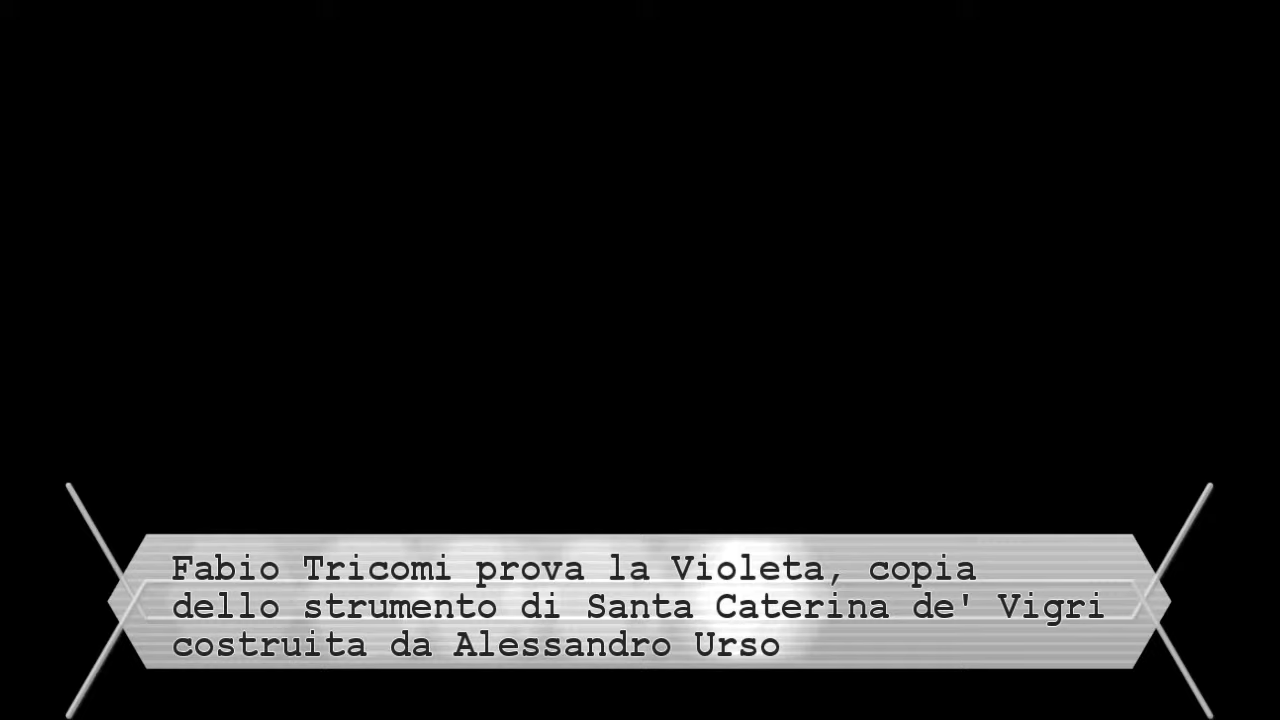 Fabio Tricomi prova la Violeta, copia
dello strumento di Santa Caterina de' Vigri
costruita da Alessandro Urso